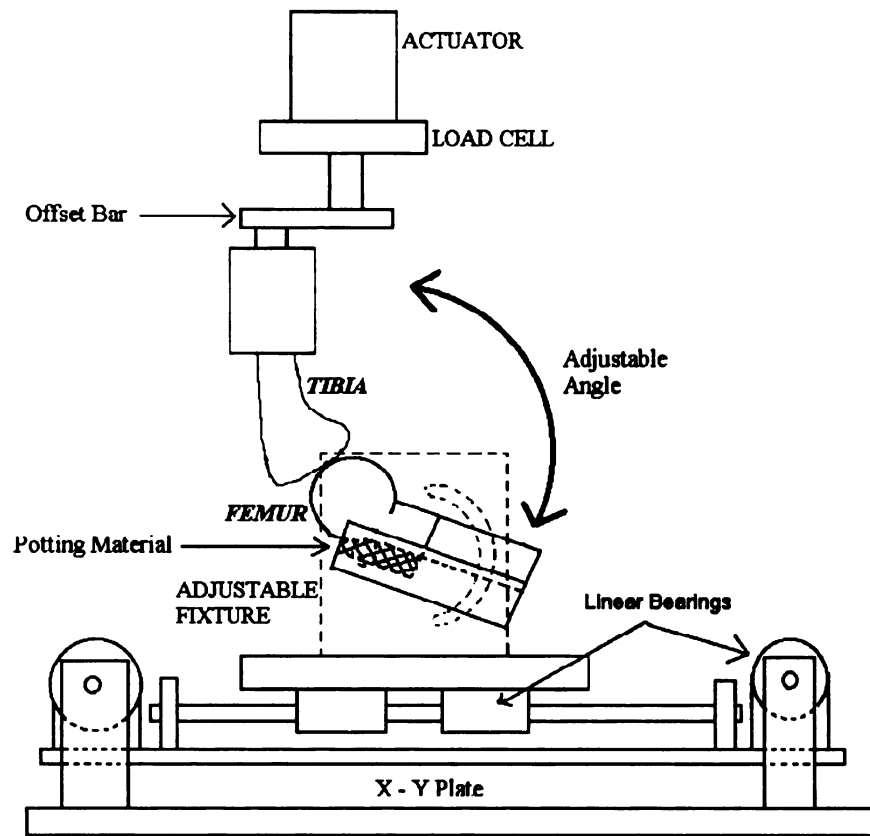 ACTUATOR
LOAD CELL
Offset Bar
Adjustable
Angle
TIBIA
FEMUR
Potting Material
ADJUSTABLE
FIXTURE
Linear Bearings
X - Y Plate